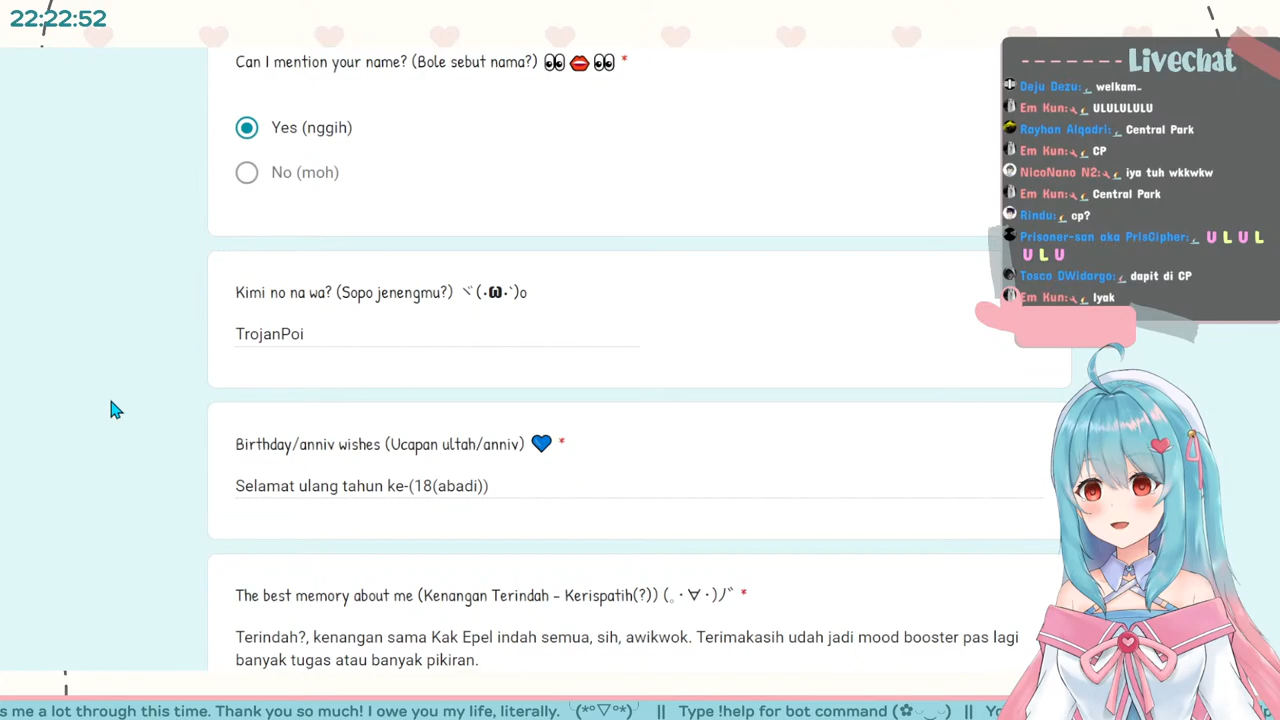 22:22:52
Can I mention your name? (Bole sebut nama?) 👀 👄 👀 *
Yes (nggih)
No (moh)
Kimi no na wa? (Sopo jenengmu?) ヾ(･ω･`)o
TrojanPoi
Birthday/anniv wishes (Ucapan ultah/anniv) 💙 *
Selamat ulang tahun ke-(18(abadi))
The best memory about me (Kenangan Terindah - Kerispatih(?)) (｡･∀･)ﾉﾞ *
Terindah?, kenangan sama Kak Epel indah semua, sih, awikwok. Terimakasih udah jadi mood booster pas lagi
banyak tugas atau banyak pikiran.
Livechat
Deju Dezu: welkam~
Em Kun: ULULULULU
Rayhan Alqadri: Central Park
Em Kun: CP
NicoNano N2: iya tuh wkkwkw
Em Kun: Central Park
Rindu: cp?
Prisoner-san aka PrisCipher: U L U L
U L U
Tosco DWidargo: dapit di CP
Em Kun: Iyak
s me a lot through this time. Thank you so much! I owe you my life, literally. (*°▽°*) || Type !help for bot command (✿◡‿◡) || Yo